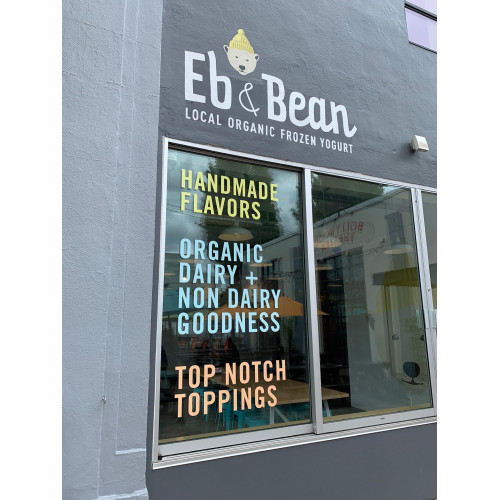 Eb & Bean
LOCAL ORGANIC FROZEN YOGURT
HANDMADE
FLAVORS
ORGANIC
DAIRY +
NON DAIRY
GOODNESS
TOP NOTCH
TOPPINGS